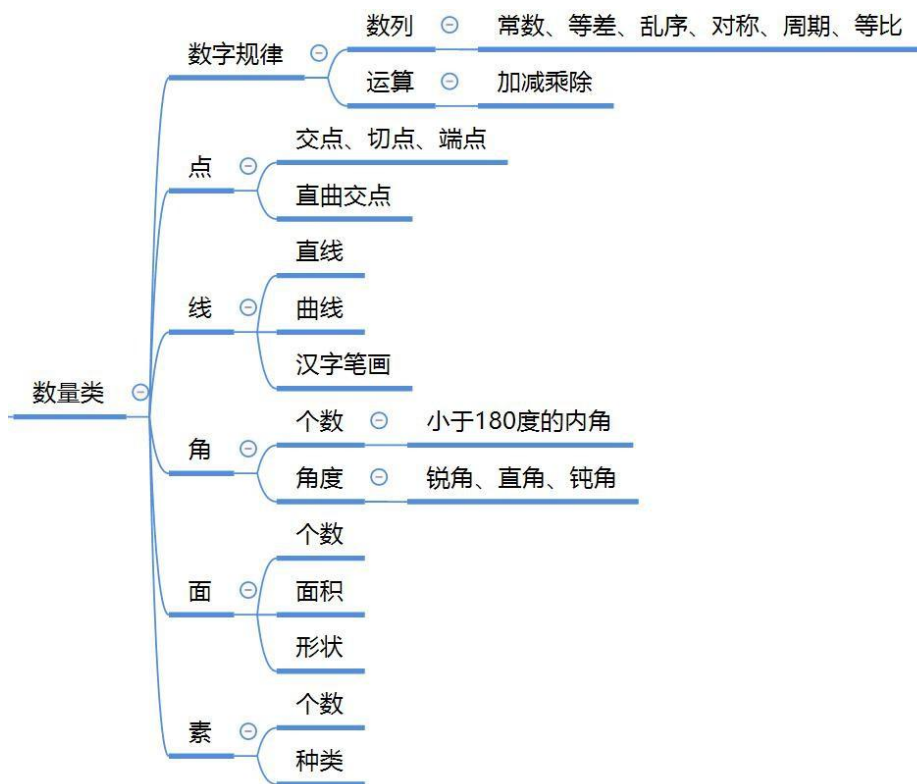 数量类
数字规律
数列
常数、等差、乱序、对称、周期、等比
运算
加减乘除
点
交点、切点、端点
直曲交点
线
直线
曲线
汉字笔画
角
个数
小于180度的内角
角度
锐角、直角、钝角
面
个数
面积
形状
素
个数
种类